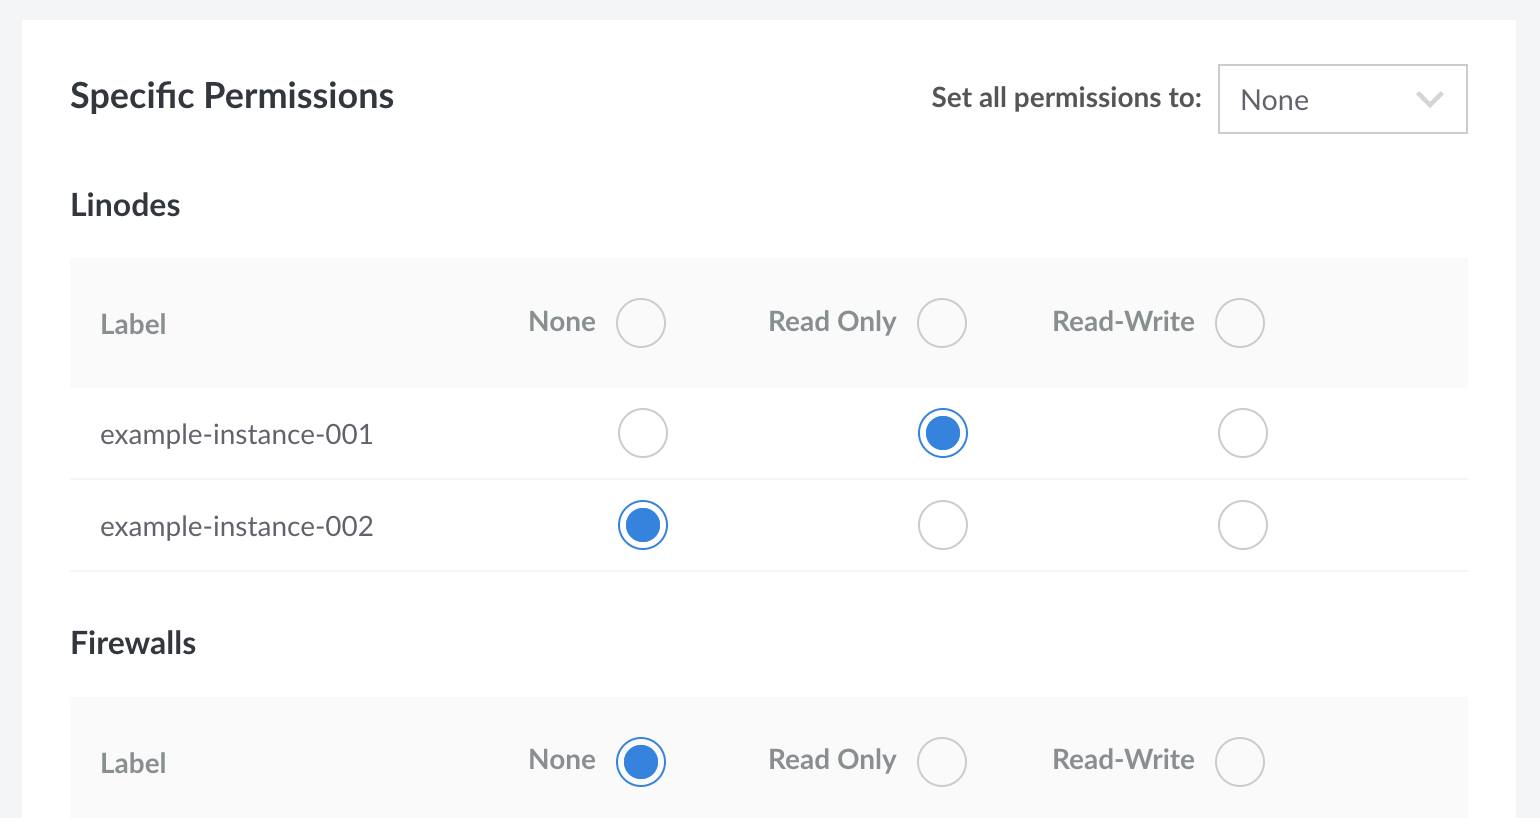 Specific Permissions
Set all permissions to: None
Linodes
Label None Read Only Read-Write
example-instance-001
example-instance-002
Firewalls
Label None Read Only Read-Write